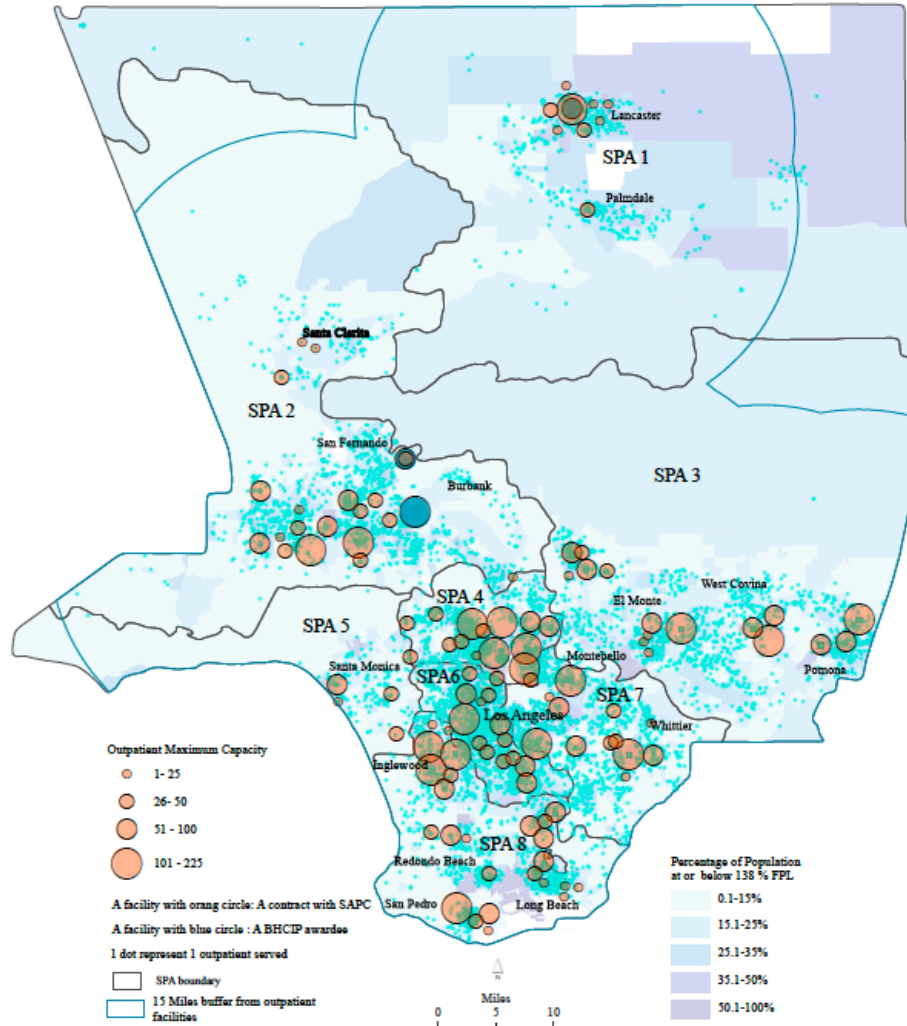 Lancaster
SPA 1
Palmdale
Santa Clarita
SPA 2
San Fernando
Burbank
SPA 3
West Covina
SPA 4
El Monte
SPA 5
Montebello
Santa Monica
SPA6
Pomona
SPA 7
Los Angeles
Whittier
Inglewood
SPA 8
Redondo Beach
San Pedro
Long Beach
Outpatient Maximum Capacity
1- 25
26- 50
51 - 100
101 - 225
A facility with orang circle: A contract with SAPC
A facility with blue circle : A BHCIP awardee
1 dot represent 1 outpatient served
SPA boundary
15 Miles buffer from outpatient
facilities
N
Miles
0 5 10
Percentage of Population
at or below 138 % FPL
0.1-15%
15.1-25%
25.1-35%
35.1-50%
50.1-100%